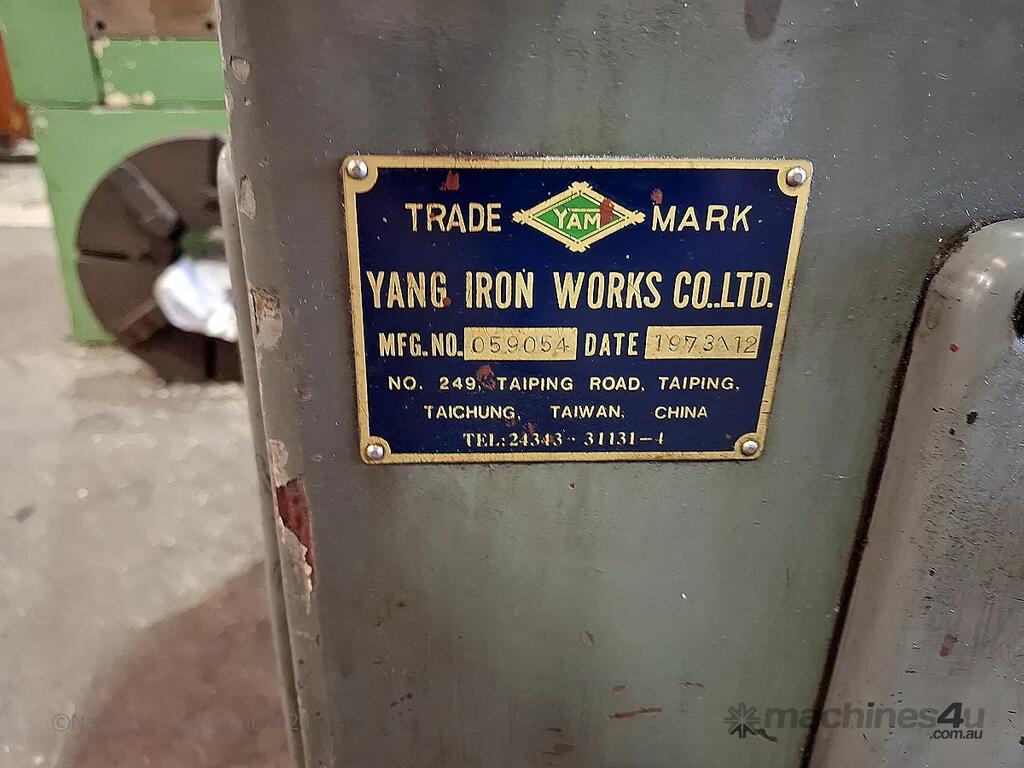 TRADE YAM MARK
YANG IRON WORKS CO.,LTD.
MFG.NO. 059054 DATE 1973\12
NO. 249, TAIPING ROAD, TAIPING,
TAICHUNG, TAIWAN, CHINA
TEL:24343 · 31131-4
machines4u
.com.au